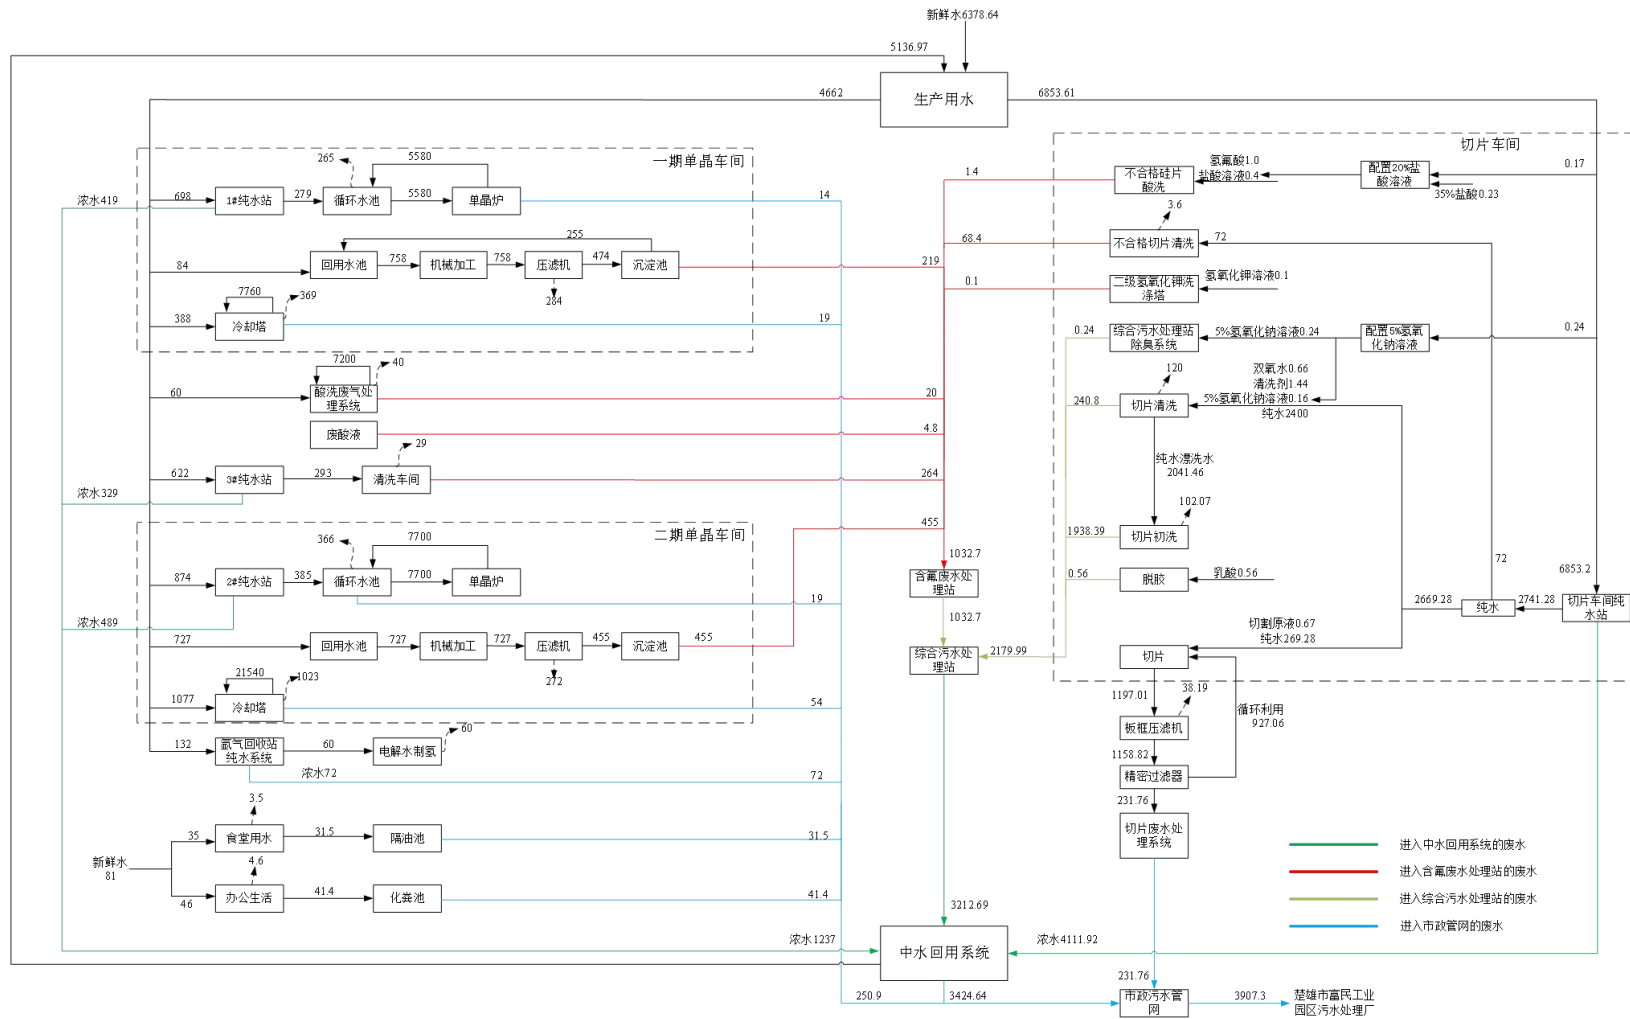 新鲜水6378.64
5136.97
生产用水
4662
6853.61
一期单晶车间
265
5580
浓水419
698
1#纯水站
279
循环水池
5580
单晶炉
14
255
84
回用水池
758
机械加工
758
压滤机
474
沉淀池
219
284
7760
369
388
冷却塔
19
7200
40
60
酸洗废气处
理系统
20
废酸液
4.8
29
622
3#纯水站
293
清洗车间
264
浓水329
455
二期单晶车间
366
7700
874
2#纯水站
385
循环水池
7700
单晶炉
19
浓水489
727
回用水池
727
机械加工
727
压滤机
455
沉淀池
455
272
21540
1023
1077
冷却塔
54
132
氩气回收站
纯水系统
60
电解水制氢
60
浓水72
72
3.5
35
食堂用水
31.5
隔油池
31.5
新鲜水
81
4.6
46
办公生活
41.4
化粪池
41.4
切片车间
1.4
不合格硅片
酸洗
氢氟酸1.0
盐酸溶液0.4
配置20%盐
酸溶液
0.17
35%盐酸0.23
3.6
68.4
不合格切片清洗
72
0.1
二级氢氧化钾洗
涤塔
氢氧化钾溶液0.1
0.24
综合污水处理站
除臭系统
5%氢氧化钠溶液0.24
配置5%氢氧
化钠溶液
0.24
120
双氧水0.66
清洗剂1.44
5%氢氧化钠溶液0.16
纯水2400
240.8
切片清洗
纯水漂洗水
2041.46
102.07
1938.39
切片初洗
72
0.56
脱胶
乳酸0.56
6853.2
2669.28
纯水
2741.28
切片车间纯
水站
切割原液0.67
纯水269.28
切片
1032.7
含氟废水处
理站
1032.7
综合污水处
理站
2179.99
1197.01
38.19
循环利用
927.06
板框压滤机
1158.82
精密过滤器
231.76
切片废水处
理系统
进入中水回用系统的废水
进入含氟废水处理站的废水
进入综合污水处理站的废水
进入市政管网的废水
3212.69
浓水1237
中水回用系统
浓水4111.92
231.76
250.9
3424.64
市政污水管
网
3907.3
楚雄市富民工业
园区污水处理厂